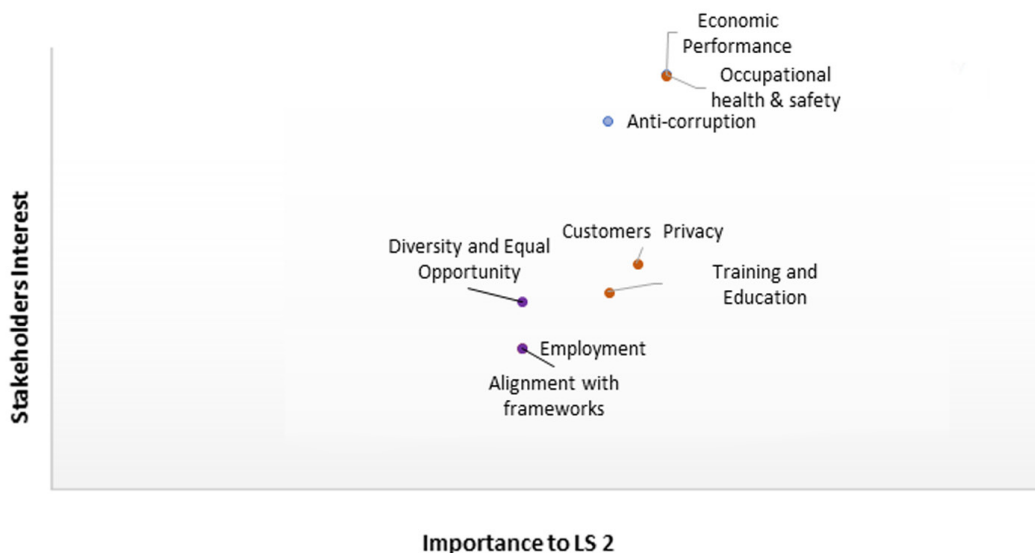 Economic
Performance
Occupational
health & safety
Anti-corruption
Customers Privacy
Diversity and Equal
Opportunity
Training and
Education
Employment
Alignment with
frameworks
Stakeholders Interest
Importance to LS 2